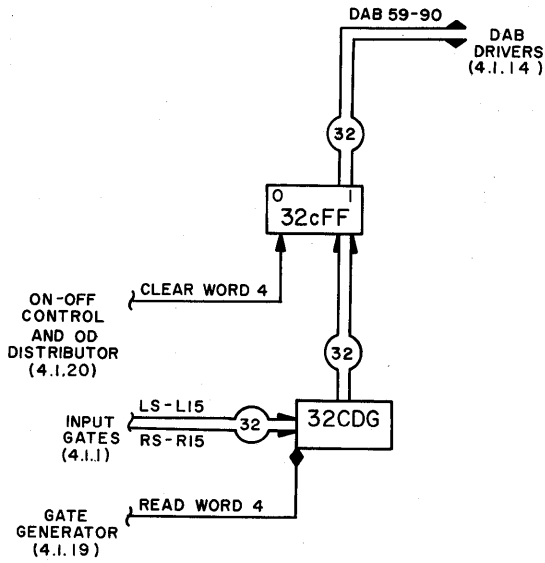 DAB 59-90
DAB
DRIVERS
(4.1.14)
32
0 1
32cFF
CLEAR WORD 4
ON-OFF
CONTROL
AND OD
DISTRIBUTOR
(4.1.20)
32
LS-L15
32
RS-R15
INPUT
GATES
(4.1.1)
32CDG
READ WORD 4
GATE
GENERATOR
(4.1.19)